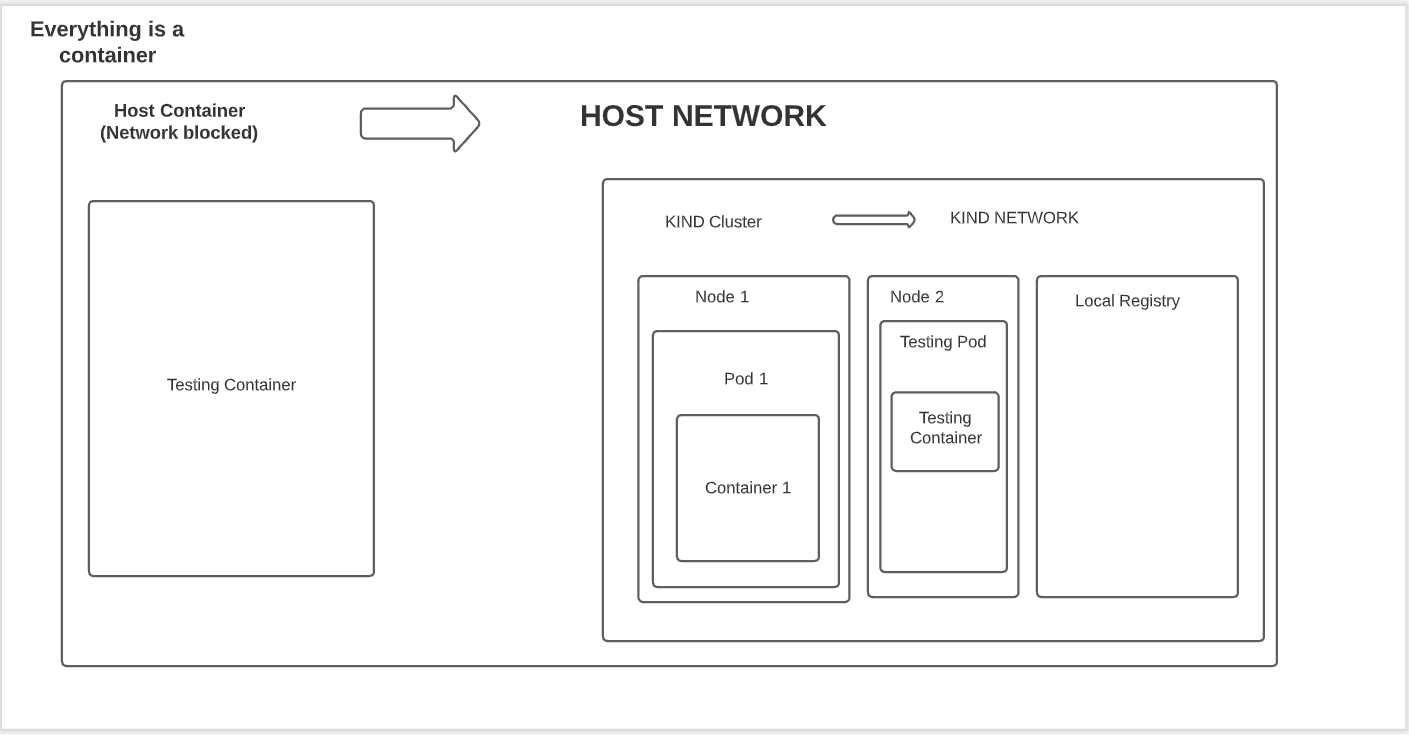 Everything is a
container
Host Container
(Network blocked)
HOST NETWORK
KIND Cluster
KIND NETWORK
Node 1
Node 2
Local Registry
Testing Pod
Pod 1
Testing Container
Testing
Container
Container 1